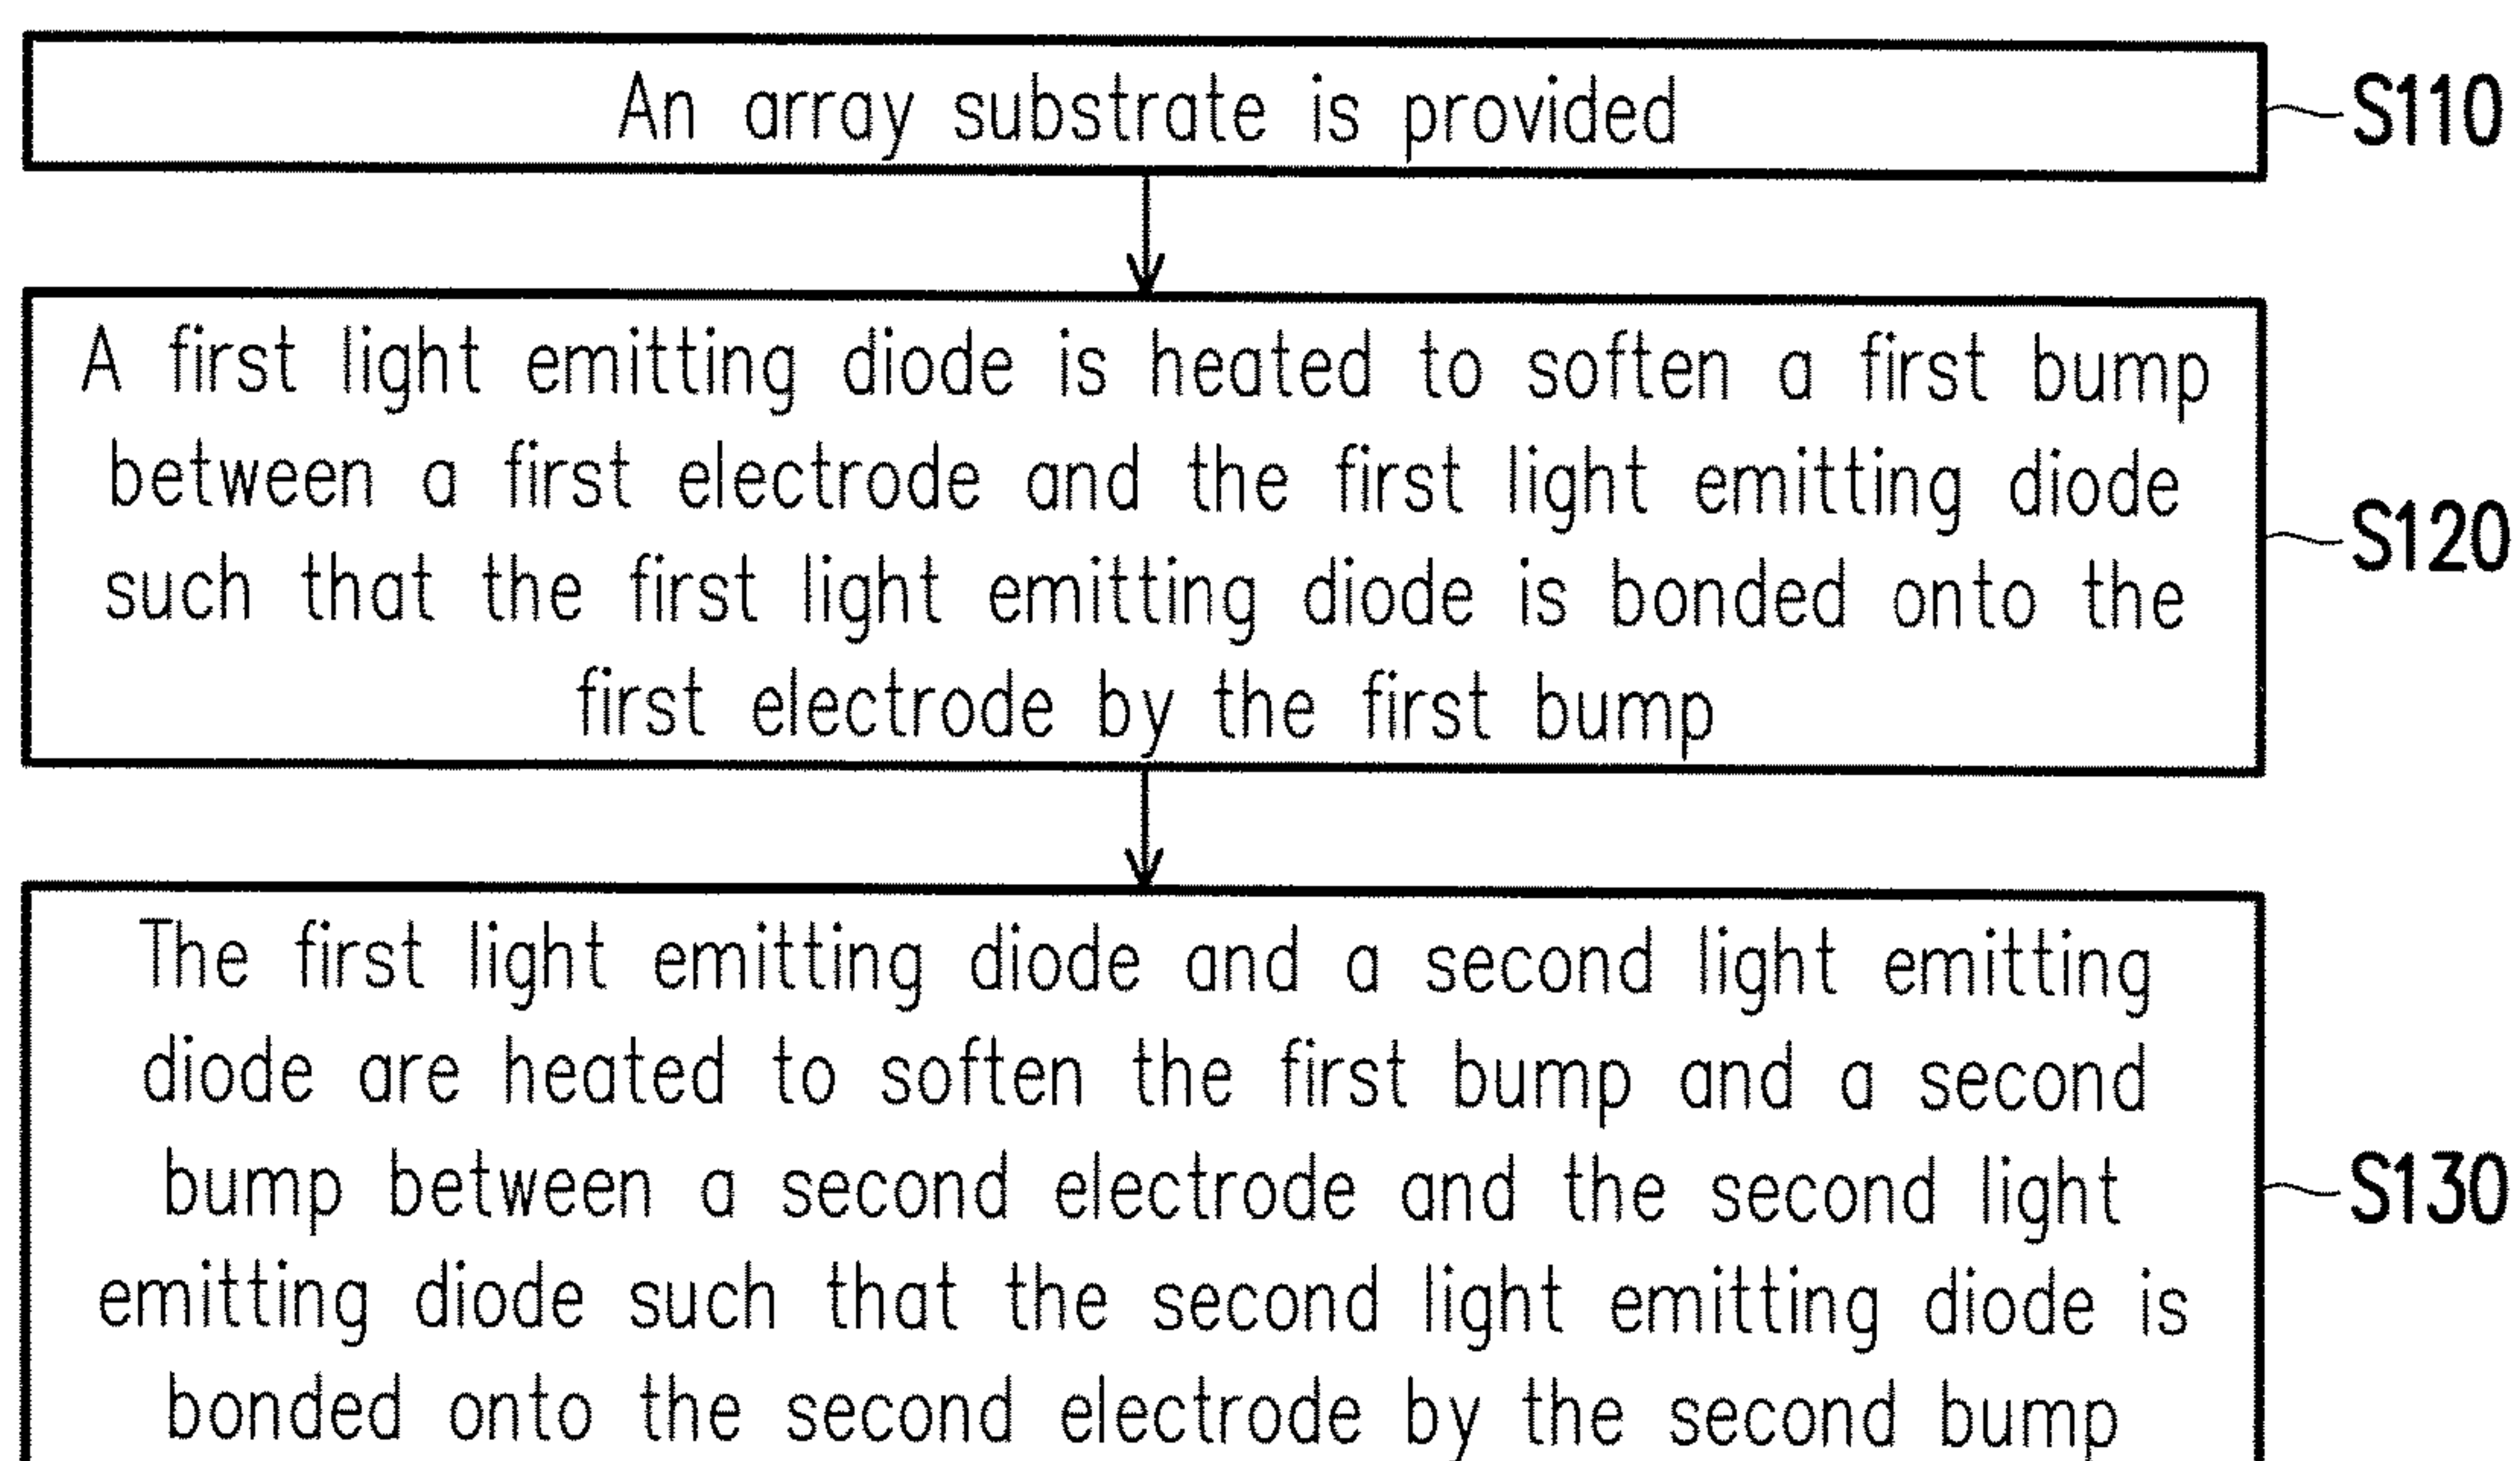 An array substrate is provided
S110
A first light emitting diode is heated to soften a first bump
between a first electrode and the first light emitting diode
such that the first light emitting diode is bonded onto the
first electrode by the first bump
S120
The first light emitting diode and a second light emitting
diode are heated to soften the first bump and a second
bump between a second electrode and the second light
emitting diode such that the second light emitting diode is
bonded onto the second electrode by the second bump
S130